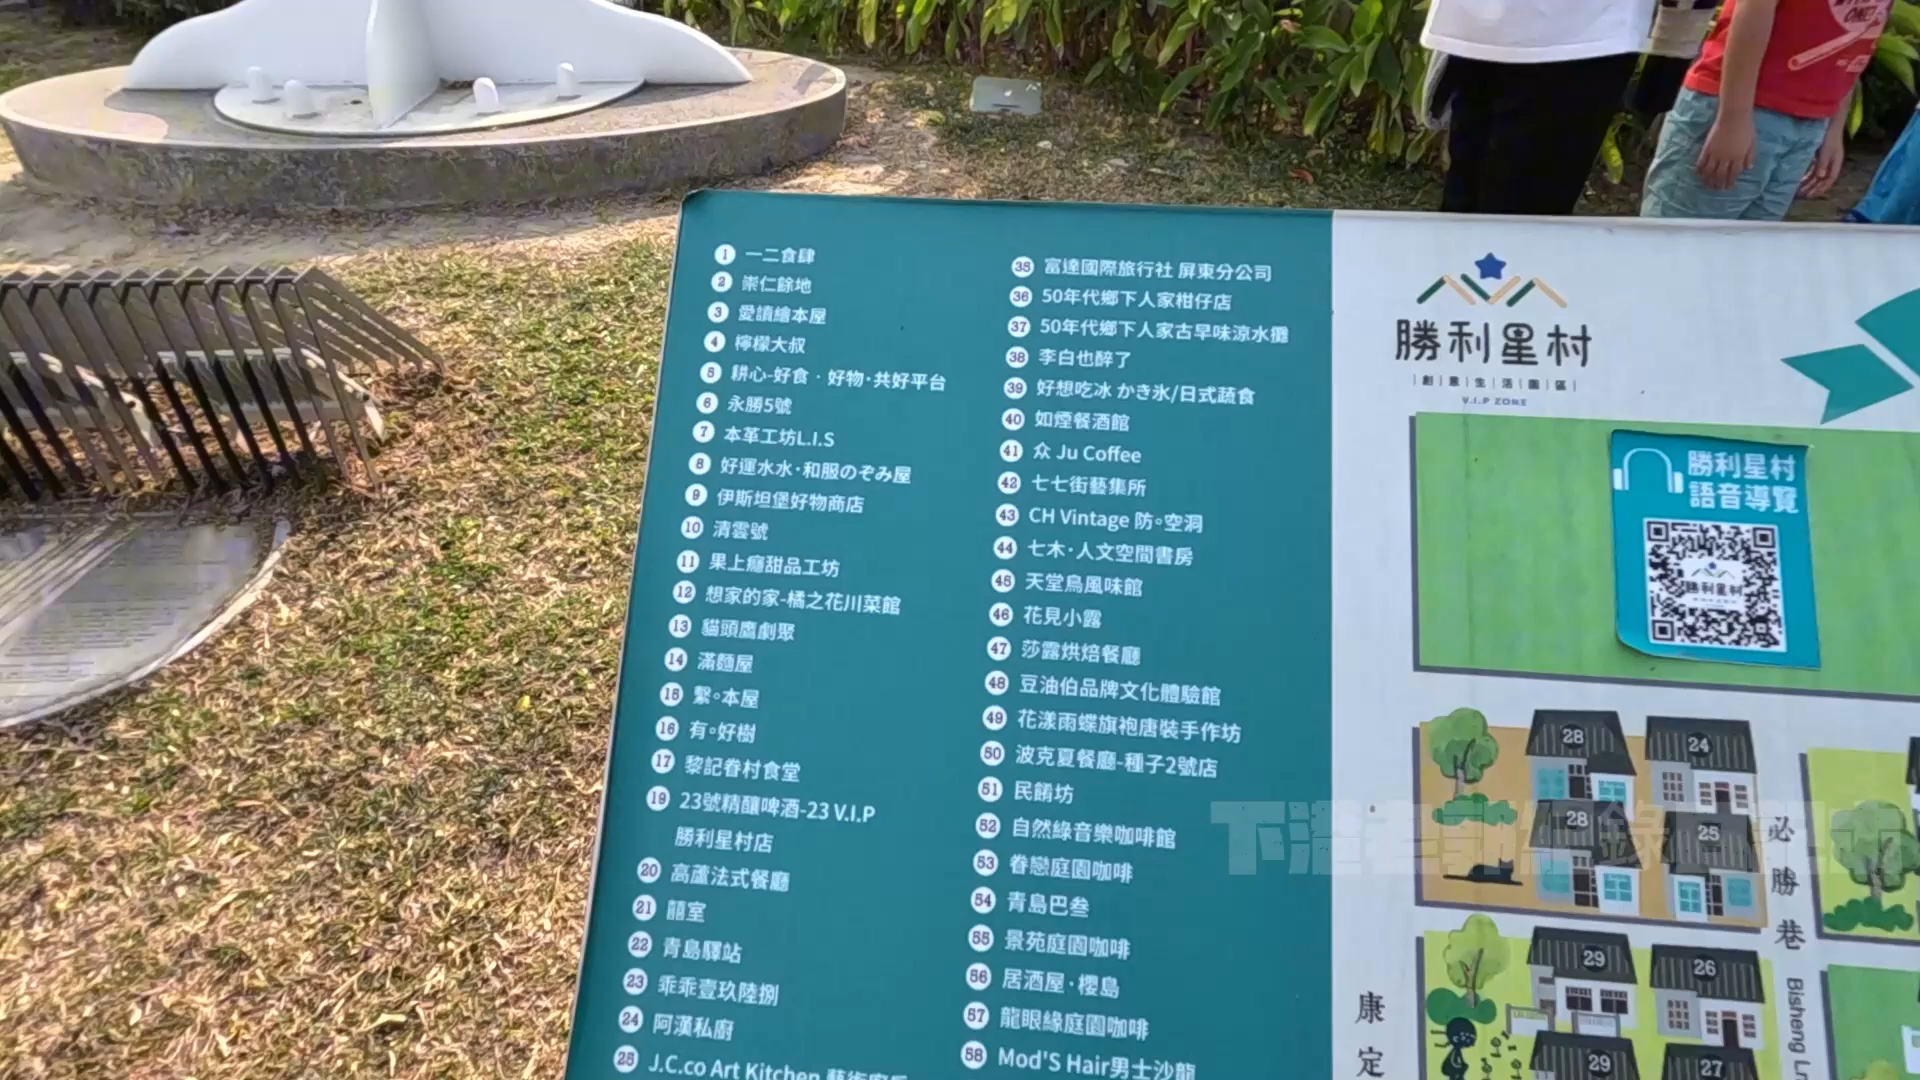 1 一二食肆
2 崇仁餘地
3 愛讀繪本屋
4 檸檬大叔
5 耕心-好食‧好物‧共好平台
6 永勝5號
7 本革工坊L.I.S
8 好運水水‧和服のぞみ屋
9 伊斯坦堡好物商店
10 清雲號
11 果上癮甜品工坊
12 想家的家-橘之花川菜館
13 貓頭鷹劇聚
14 滿麵屋
15 繫。本屋
16 有。好樹
17 黎記眷村食堂
19 23號精釀啤酒-23 V.I.P
勝利星村店
20 高蘆法式餐廳
21 囍室
22 青島驛站
23 乖乖壹玖陸捌
24 阿漢私廚
25 J.C.co Art Kitchen
35 富達國際旅行社 屏東分公司
36 50年代鄉下人家柑仔店
37 50年代鄉下人家古早味涼水攤
38 李白也醉了
39 好想吃冰 かき氷/日式蔬食
40 如煙餐酒館
41 众 Ju Coffee
42 七七街藝集所
43 CH Vintage 防。空洞
44 七木‧人文空間書房
45 天堂鳥風味館
46 花見小露
47 莎露烘焙餐廳
48 豆油伯品牌文化體驗館
49 花漾雨蝶旗袍唐裝手作坊
50 波克夏餐廳-種子2號店
51 民餚坊
52 自然綠音樂咖啡館
53 眷戀庭園咖啡
54 青島巴叁
55 景苑庭園咖啡
56 居酒屋‧櫻島
57 龍眼緣庭園咖啡
58 Mod'S Hair男士沙龍
勝利星村
創意生活園區
V.I.P ZONE
勝利星村
語音導覽
勝利星村
28
24
28
25
29
26
29
27
必勝巷
Bisheng
康定